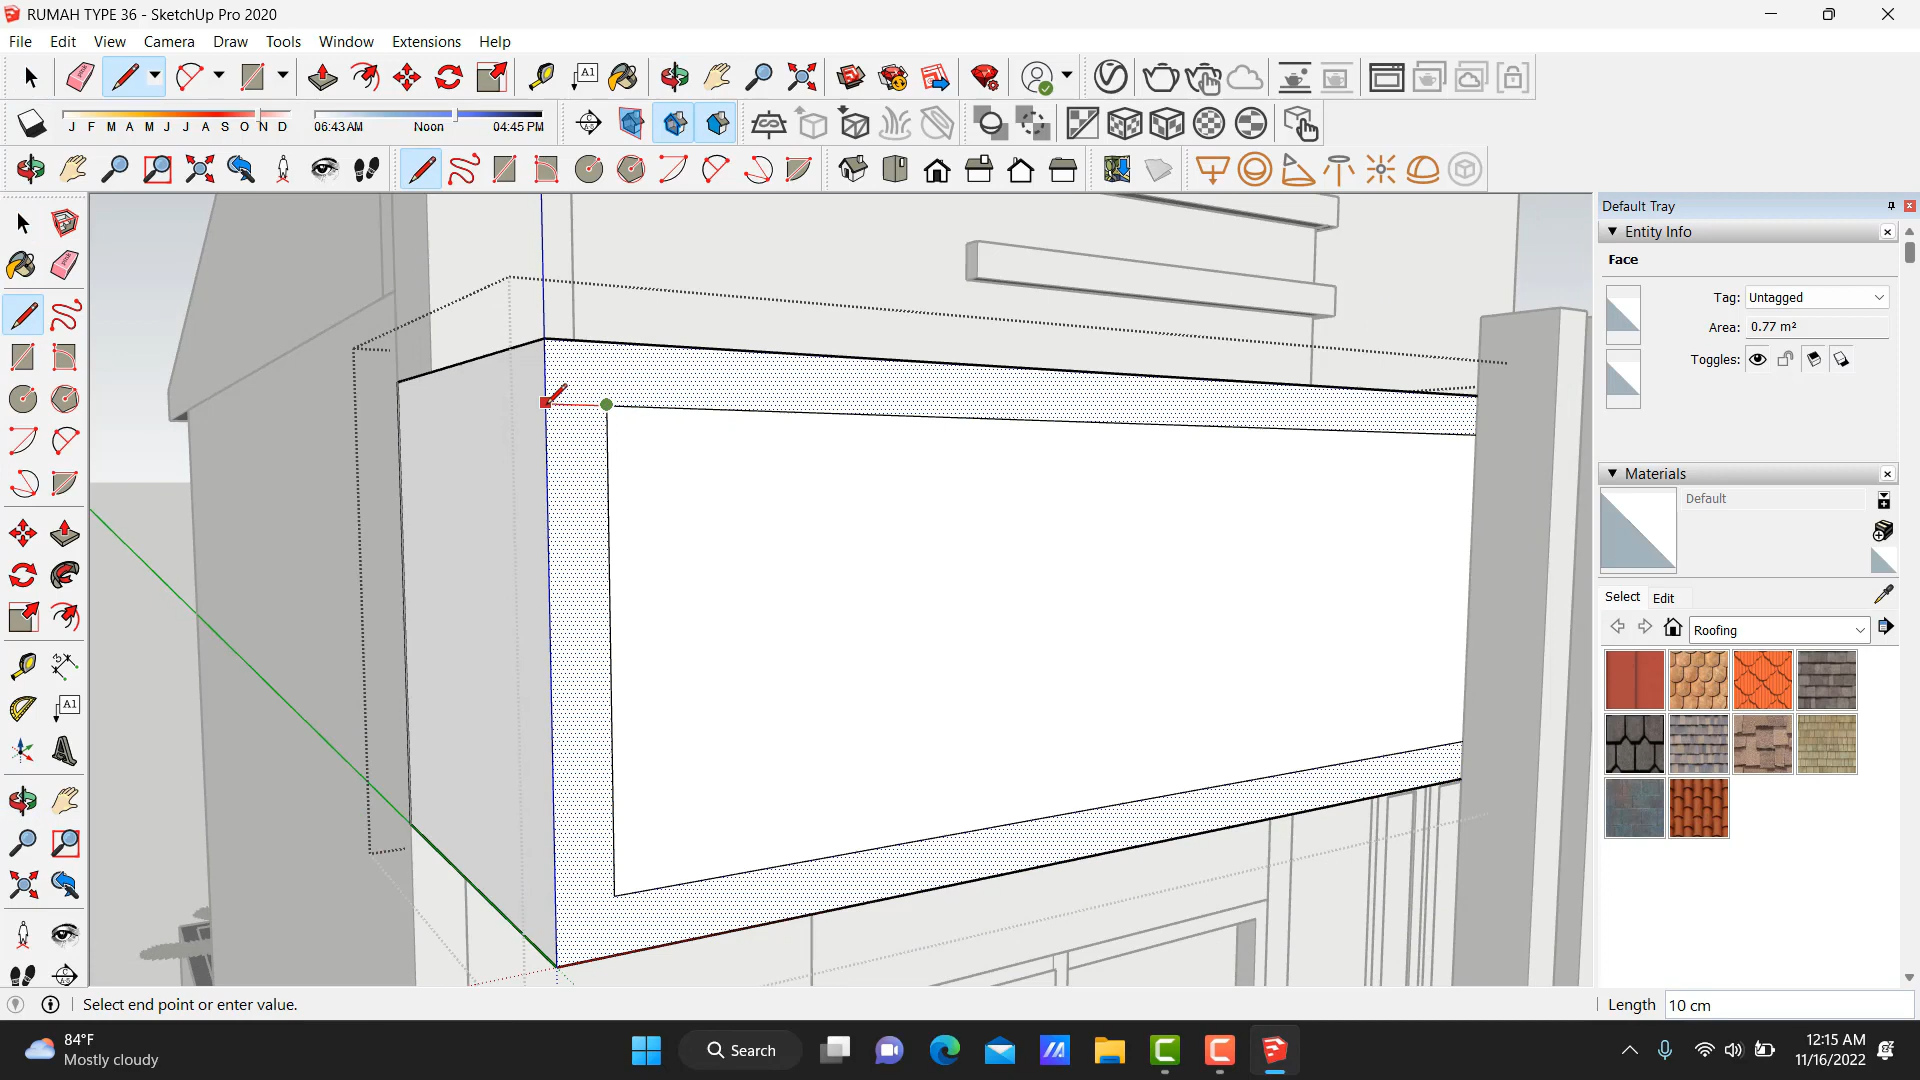 RUMAH TYPE 36 - SketchUp Pro 2020
File Edit View Camera Draw Tools Window Extensions Help
A1
J F M A M J J A S O N D 06:43 AM Noon 04:45 PM
Default Tray
Entity Info
Face
Tag: Untagged
Area: 0.77 m²
Toggles:
Materials
Default
Select Edit
Roofing
A1
Select end point or enter value.
Length 10 cm
84°F
Mostly cloudy
Search
12:15 AM
11/16/2022